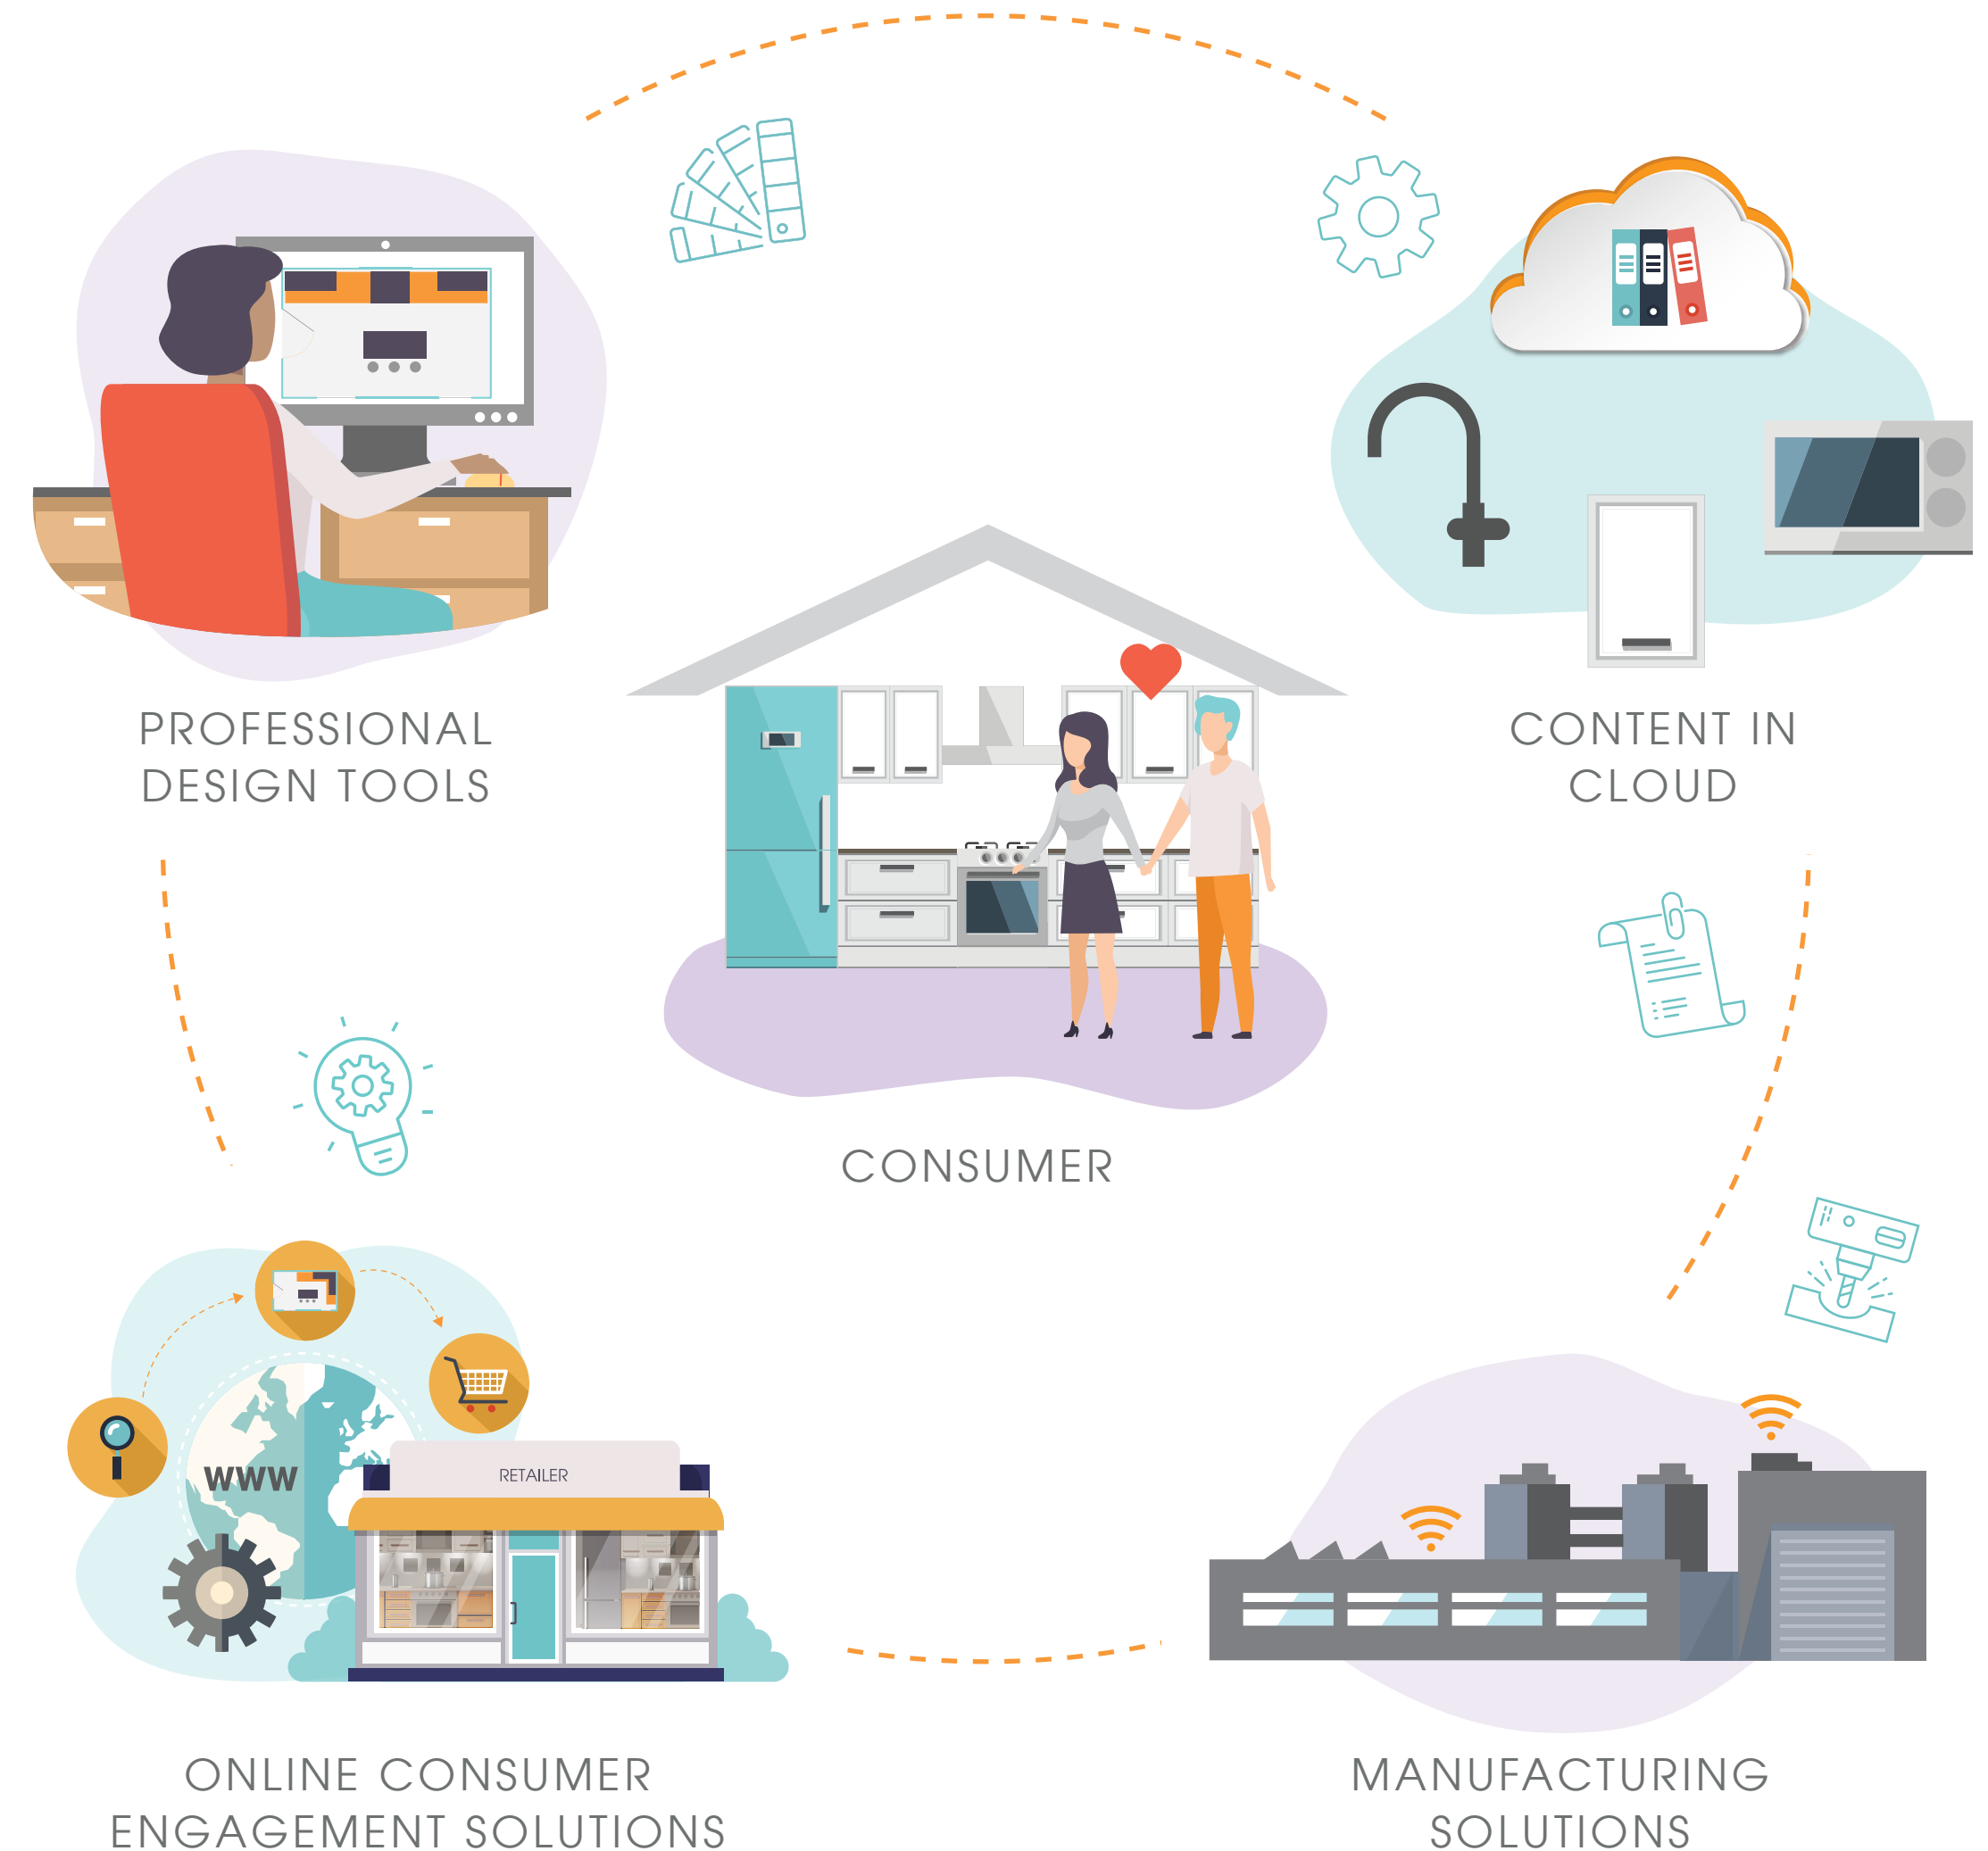 PROFESSIONAL
DESIGN TOOLS
CONTENT IN
CLOUD
CONSUMER
WWW
RETAILER
ONLINE CONSUMER
ENGAGEMENT SOLUTIONS
MANUFACTURING
SOLUTIONS